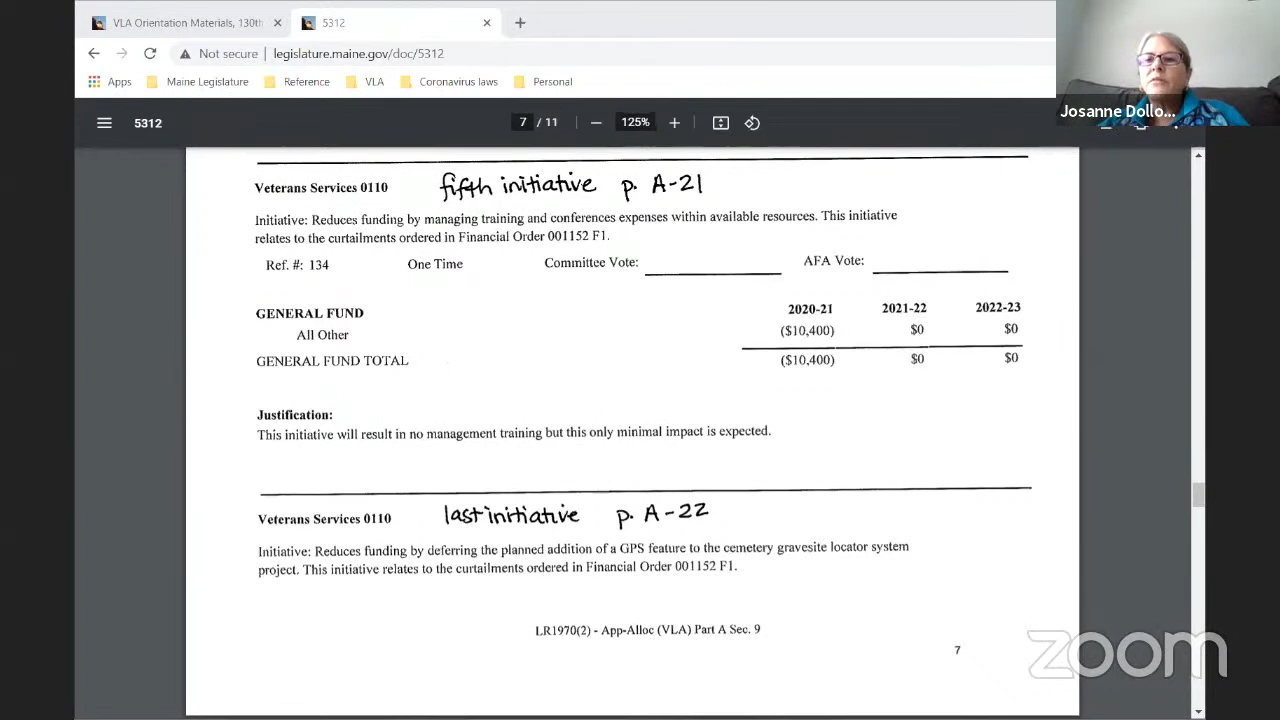 VLA Orientation Materials, 130th
5312
Not secure | legislature.maine.gov/doc/5312
Apps Maine Legislature Reference VLA Coronavirus laws Personal
Josanne Dollo...
5312 7 / 11 125%
Veterans Services 0110 fifth initiative p. A-21
Initiative: Reduces funding by managing training and conferences expenses within available resources. This initiative
relates to the curtailments ordered in Financial Order 001152 F1.
Ref. #: 134 One Time Committee Vote: AFA Vote:
GENERAL FUND 2020-21 2021-22 2022-23
All Other ($10,400) $0 $0
GENERAL FUND TOTAL ($10,400) $0 $0
Justification:
This initiative will result in no management training but this only minimal impact is expected.
Veterans Services 0110 last initiative p. A-22
Initiative: Reduces funding by deferring the planned addition of a GPS feature to the cemetery gravesite locator system
project. This initiative relates to the curtailments ordered in Financial Order 001152 F1.
LR1970(2) - App-Alloc (VLA) Part A Sec. 9
7
zoom